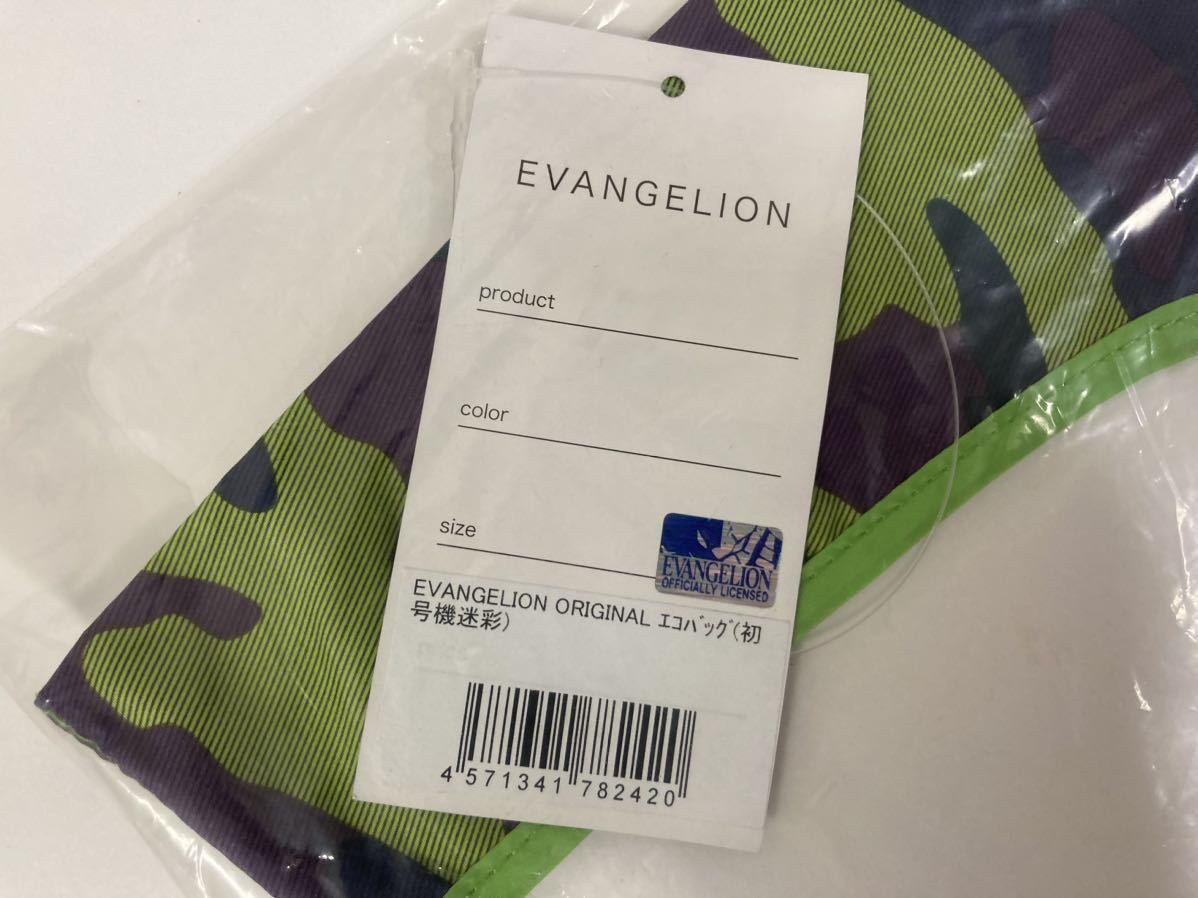 EVANGELION
product
color
size
EVANGELION
OFFICIALLY LICENSED
EVANGELION ORIGINAL ｴｺﾊﾞｯｸﾞ(初
号機迷彩)
4 571341 782420